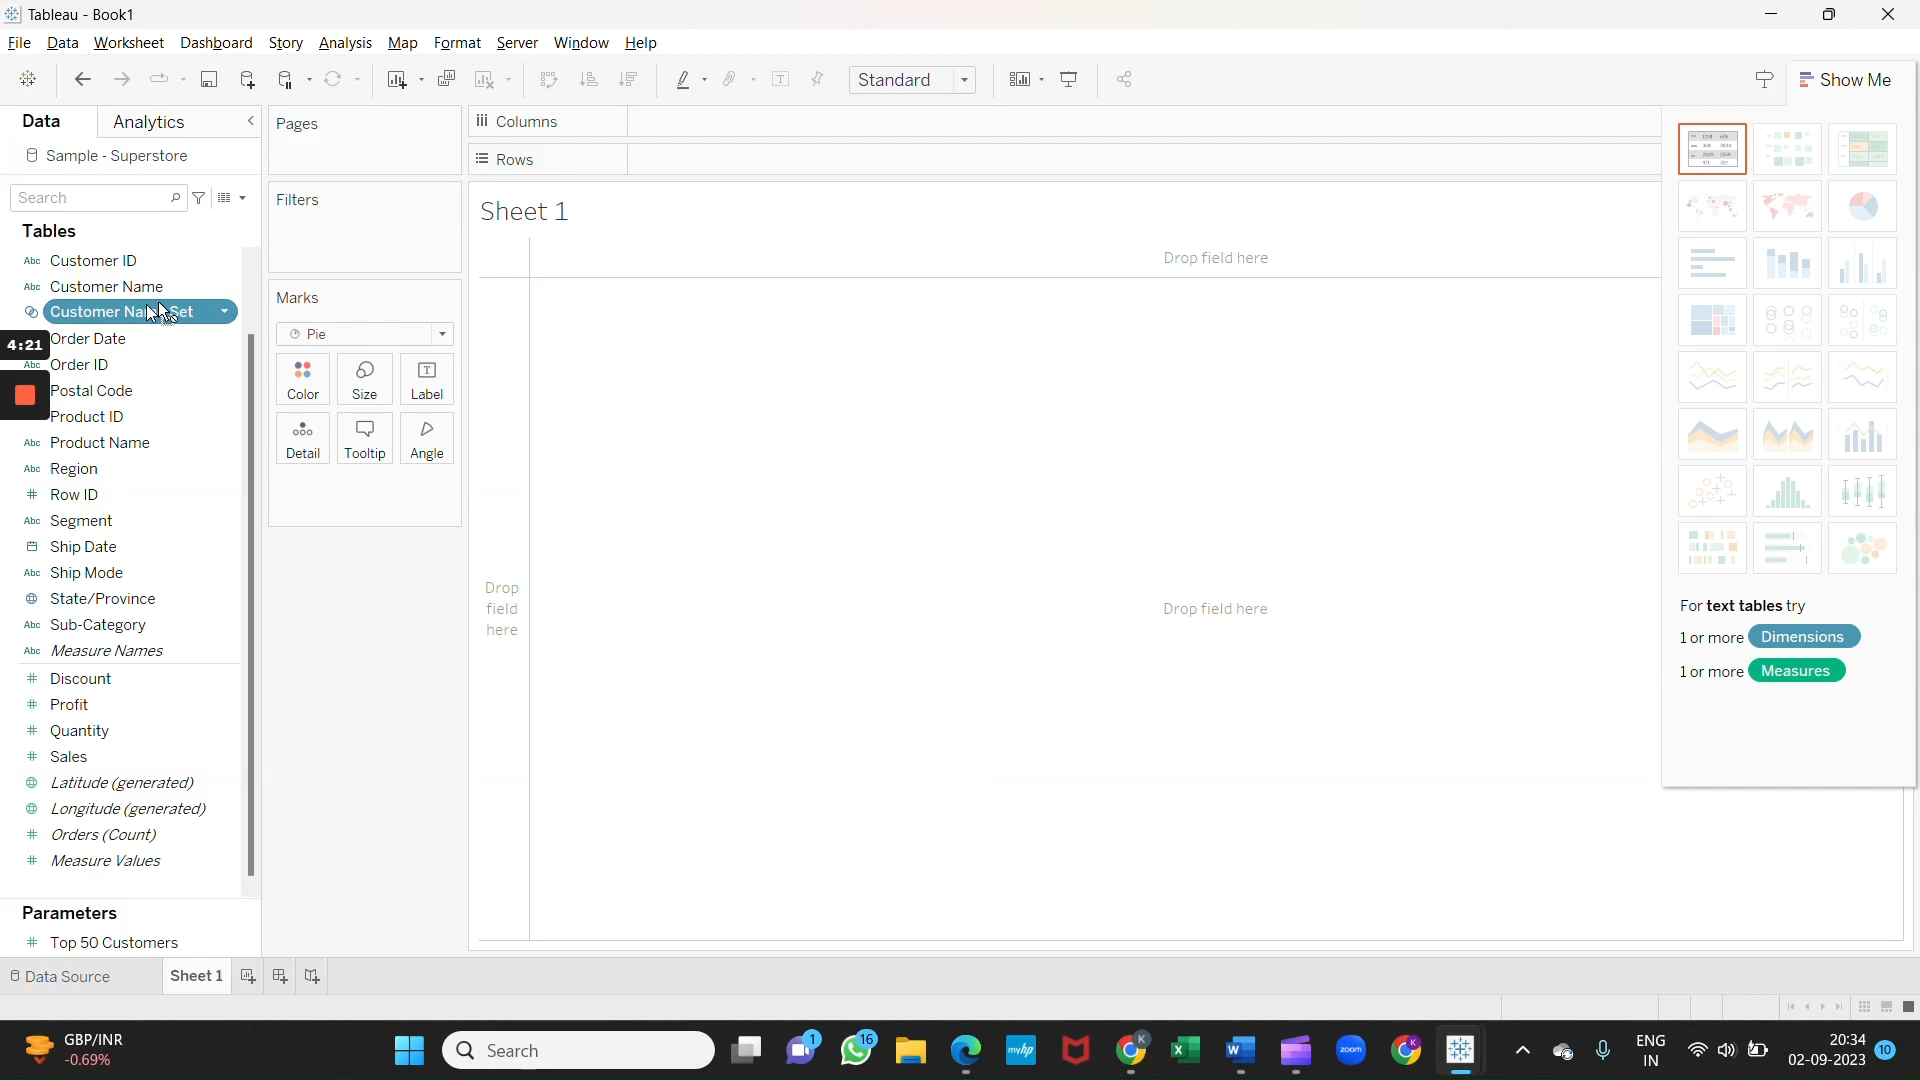 Tableau - Book1
File Data Worksheet Dashboard Story Analysis Map Format Server Window Help
Standard
Show Me
Data Analytics
Sample - Superstore
Search
Tables
Customer ID
Customer Name
Customer Na Set
4:21
Order Date
Order ID
Postal Code
Product ID
Product Name
Region
Row ID
Segment
Ship Date
Ship Mode
State/Province
Sub-Category
Measure Names
Discount
Profit
Quantity
Sales
Latitude (generated)
Longitude (generated)
Orders (Count)
Measure Values
Parameters
Top 50 Customers
Pages
Filters
Marks
Pie
Color Size Label
Detail Tooltip Angle
Columns
Rows
Sheet 1
Drop field here
Drop
field
here
Drop field here
For text tables try
1 or more Dimensions
1 or more Measures
Data Source Sheet 1
GBP/INR
-0.69%
Search
1
16
myhp
zoom
ENG
IN
20:34
02-09-2023
10